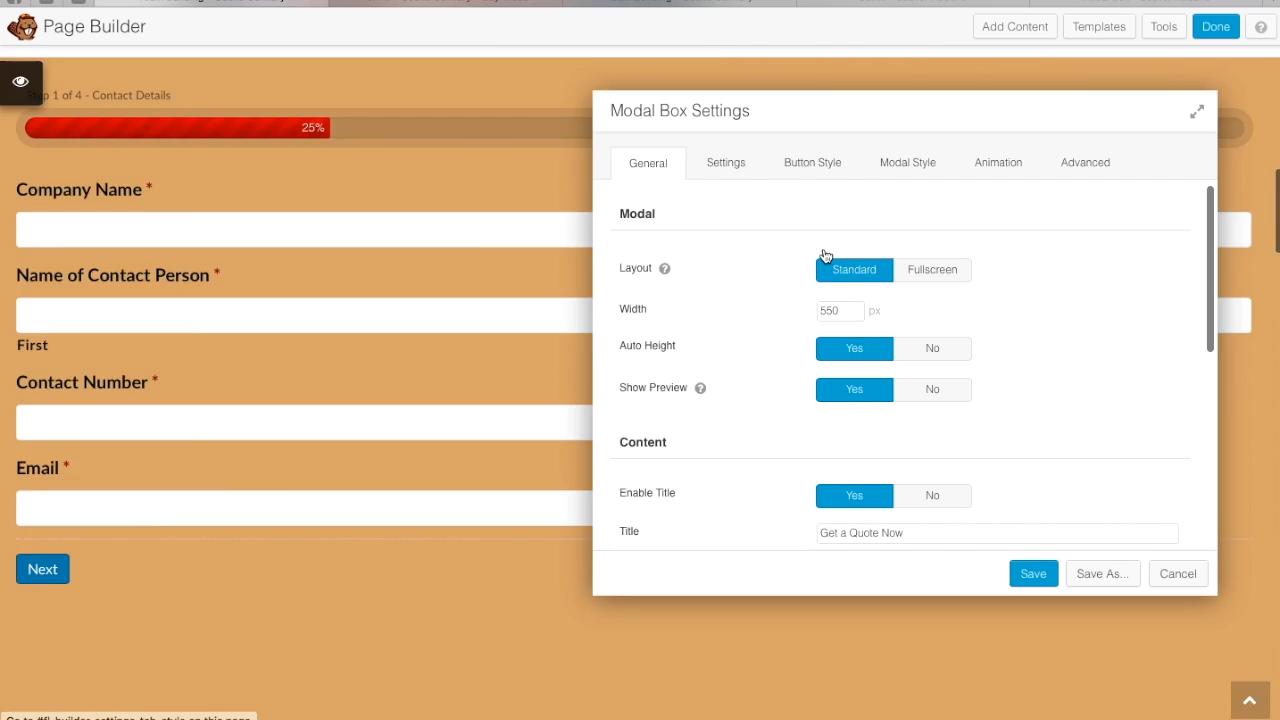 Page Builder
Add Content
Templates
Tools
Done
?
p 1 of 4 - Contact Details
25%
Company Name *
Name of Contact Person *
First
Contact Number *
Email *
Next
Modal Box Settings
General
Settings
Button Style
Modal Style
Animation
Advanced
Modal
Layout ?
Standard
Fullscreen
Width
550 px
Auto Height
Yes
No
Show Preview ?
Yes
No
Content
Enable Title
Yes
No
Title
Get a Quote Now
Save
Save As...
Cancel